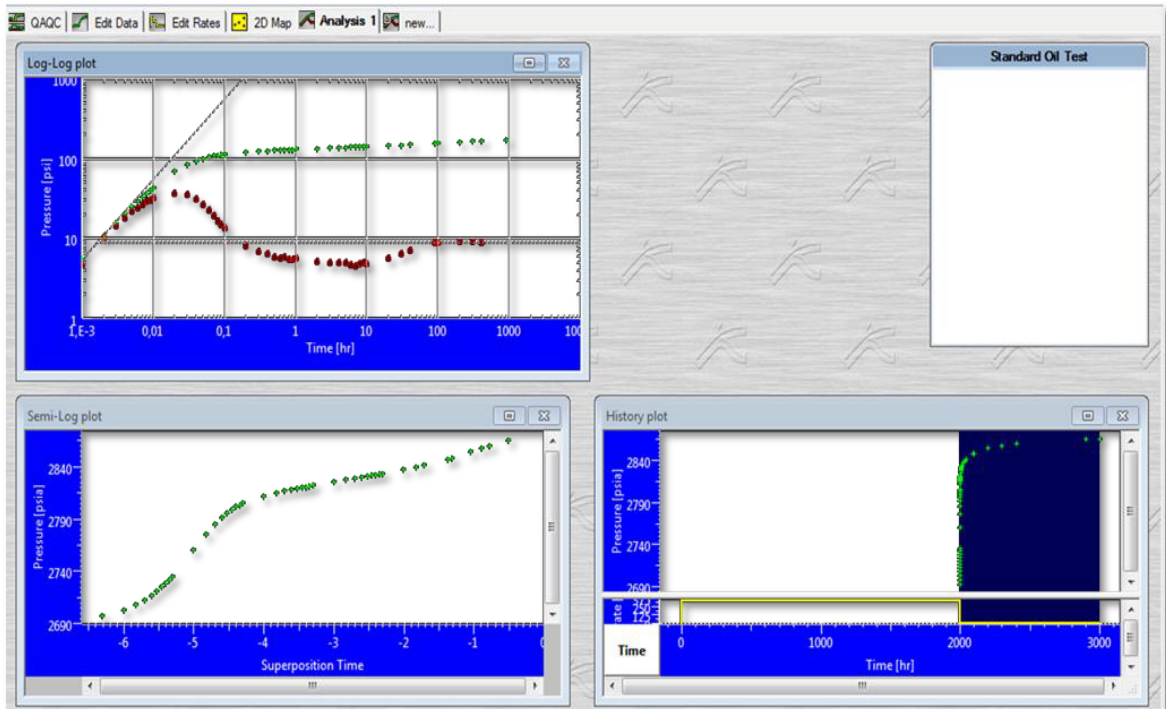 QAQC Edit Data Edit Rates 2D Map Analysis 1 new...
Log-Log plot
1000
100
10
1
Pressure [psi]
1,E-3 0,01 0,1 1 10 100 1000
Time [hr]
Standard Oil Test
Semi-Log plot
2840
2790
2740
2690
Pressure [psia]
-6 -5 -4 -3 -2 -1 0
Superposition Time
History plot
2840
2790
2740
2690
Pressure [psia]
Time
0 1000 2000 3000
Time [hr]